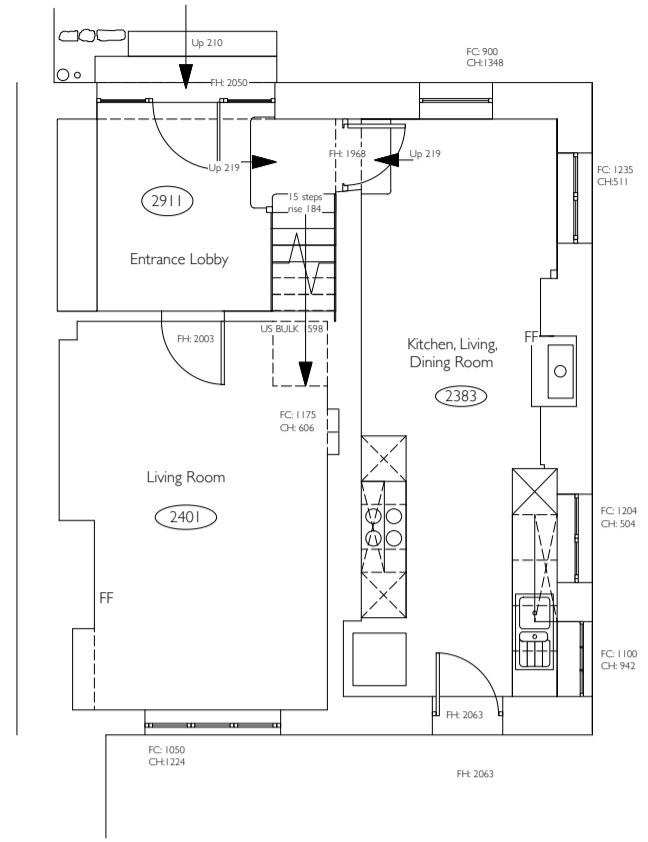 Up 210
FC: 900
CH:1348
FH: 2050
FH: 1968
Up 219
Up 219
FC: 1235
CH:511
2911
15 steps
rise 184
Entrance Lobby
US BULK 1598
FH: 2003
FF
Kitchen, Living,
Dining Room
2383
FC: 1175
CH: 606
Living Room
2401
FC: 1204
CH: 504
FF
FC: 1100
CH: 942
FH: 2063
FC: 1050
CH:1224
FH: 2063